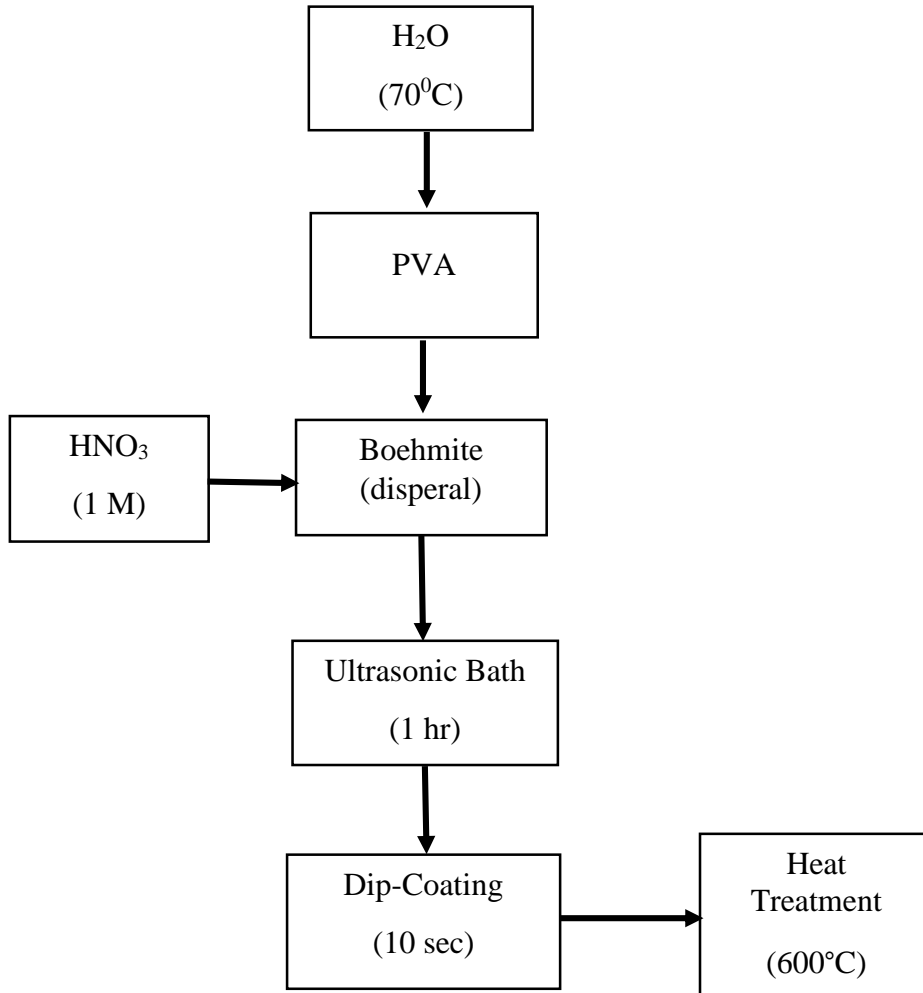 H₂O
(70⁰C)
PVA
HNO₃
(1 M)
Boehmite
(disperal)
Ultrasonic Bath
(1 hr)
Dip-Coating
(10 sec)
Heat
Treatment
(600°C)